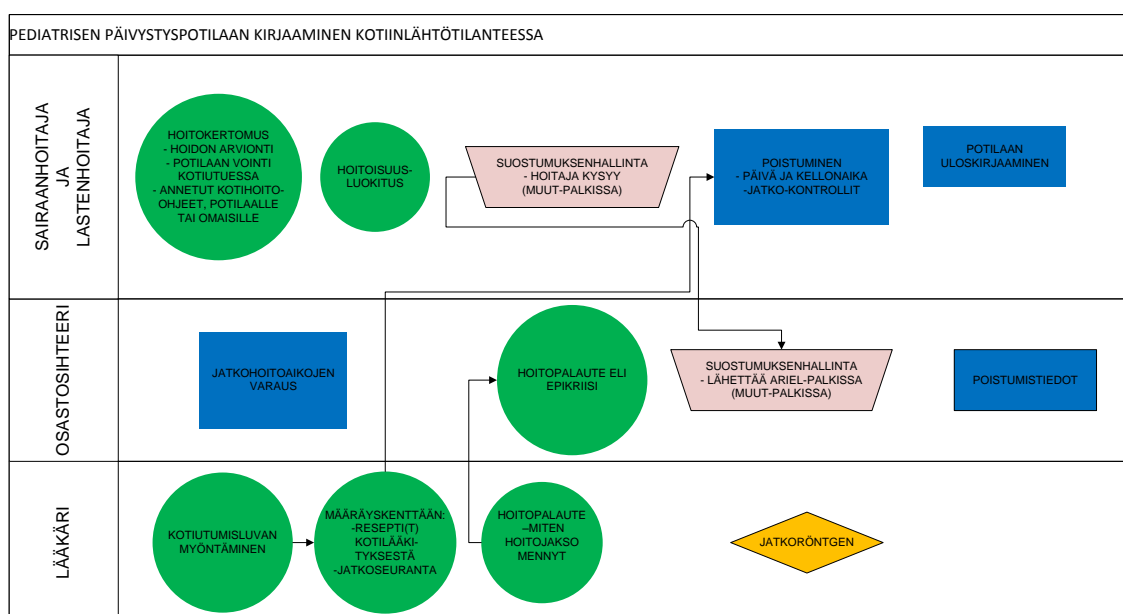 PEDIATRISEN PÄIVYSTYSPOTILAAN KIRJAAMINEN KOTIINLÄHTÖTILANTEESSA
SAIRAANHOITAJA
JA
LASTENHOITAJA
HOITOKERTOMUS
- HOIDON ARVIONTI
- POTILAAN VOINTI
KOTIUTUESSA
- ANNETUT KOTIHOITO-
OHJEET, POTILAALLE
TAI OMAISILLE
HOITOISUUS-
LUOKITUS
SUOSTUMUKSENHALLINTA
- HOITAJA KYSYY
(MUUT-PALKISSA)
POISTUMINEN
- PÄIVÄ JA KELLONAIKA
-JATKO-KONTROLLIT
POTILAAN
ULOSKIRJAAMINEN
OSASTOSIHTEERI
JATKOHOITOAIKOJEN
VARAUS
HOITOPALAUTE ELI
EPIKRIISI
SUOSTUMUKSENHALLINTA
- LÄHETTÄÄ ARIEL-PALKISSA
(MUUT-PALKISSA)
POISTUMISTIEDOT
LÄÄKÄRI
KOTIUTUMISLUVAN
MYÖNTÄMINEN
MÄÄRÄYSKENTTÄÄN:
-RESEPTI(T)
KOTILÄÄKI-
TYKSESTÄ
-JATKOSEURANTA
HOITOPALAUTE
–MITEN
HOITOJAKSO
MENNYT
JATKORÖNTGEN